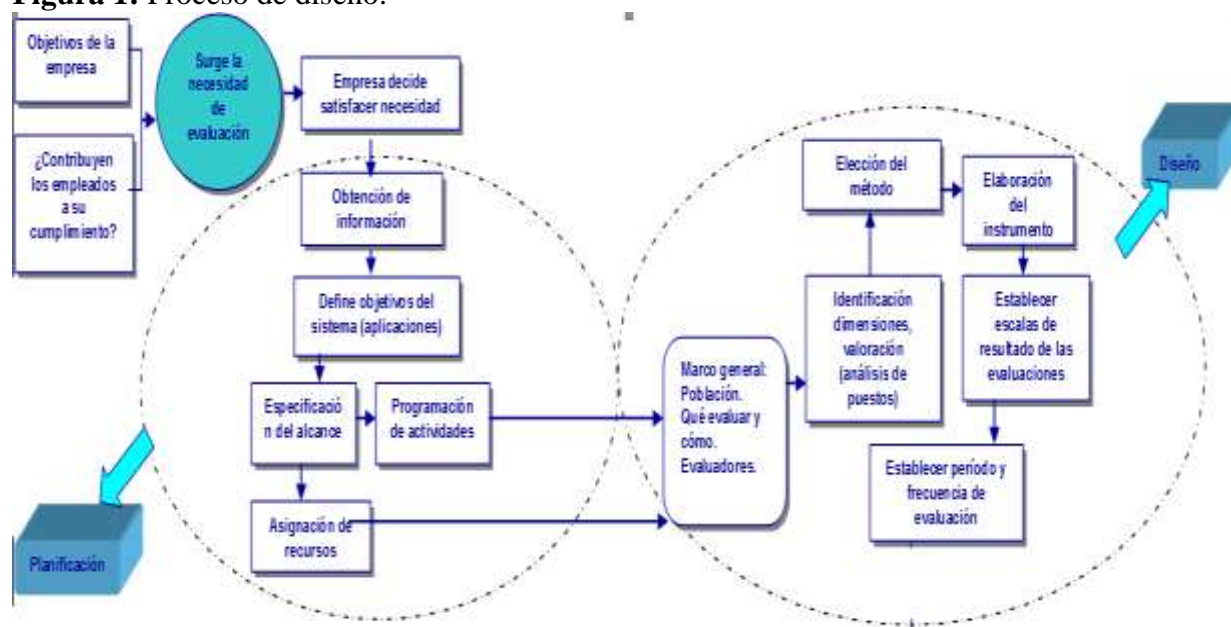 Figura 1. Proceso de diseño.
Objetivos de la
empresa
¿Contribuyen
los empleados
a su
cumplimiento?
Surge la
necesidad
de
evaluación
Empresa decide
satisfacer necesidad
Obtención de
información
Define objetivos del
sistema (aplicaciones)
Especificació
n del alcance
Programación
de actividades
Asignación de
recursos
Planificación
Marco general:
Población.
Qué evaluar y
cómo.
Evaluadores.
Identificación
dimensiones,
valoración
(análisis de
puestos)
Elección del
método
Elaboración
del
instrumento
Establecer
escalas de
resultado de las
evaluaciones
Establecer período y
frecuencia de
evaluación
Diseño